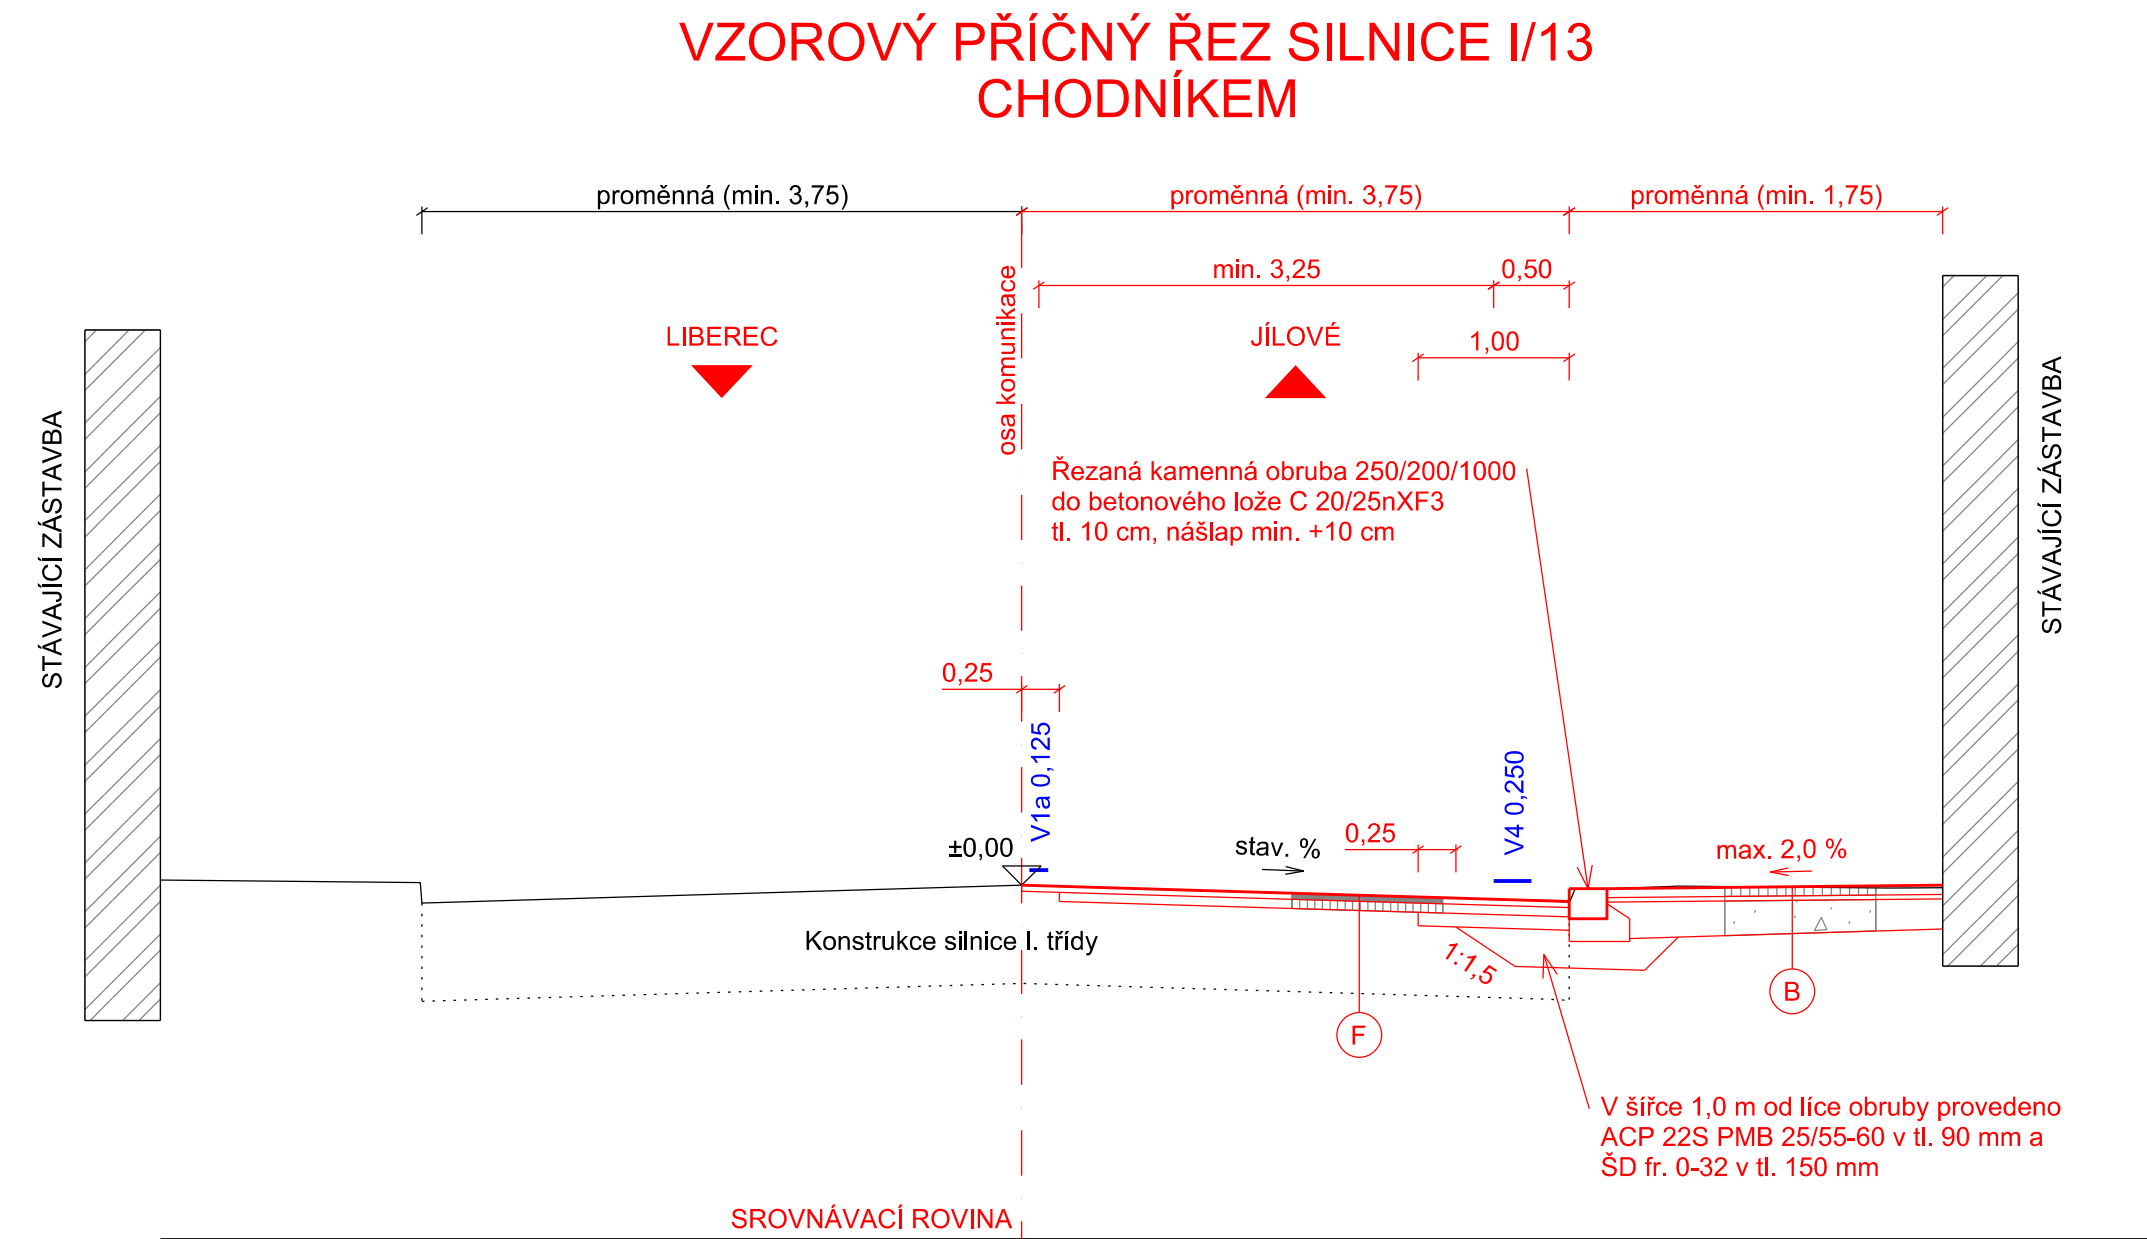 VZOROVÝ PŘÍČNÝ ŘEZ SILNICE I/13
CHODNÍKEM
proměnná (min. 3,75)
proměnná (min. 3,75)
proměnná (min. 1,75)
min. 3,25
0,50
osa komunikace
LIBEREC
JÍLOVÉ
1,00
STÁVAJÍCÍ ZÁSTAVBA
STÁVAJÍCÍ ZÁSTAVBA
Řezaná kamenná obruba 250/200/1000
do betonového lože C 20/25nXF3
tl. 10 cm, nášlap min. +10 cm
0,25
V1a 0,125
V4 0,250
±0,00
stav. %
0,25
max. 2,0 %
Konstrukce silnice I. třídy
1:1,5
B
F
V šířce 1,0 m od líce obruby provedeno
ACP 22S PMB 25/55-60 v tl. 90 mm a
ŠD fr. 0-32 v tl. 150 mm
SROVNÁVACÍ ROVINA